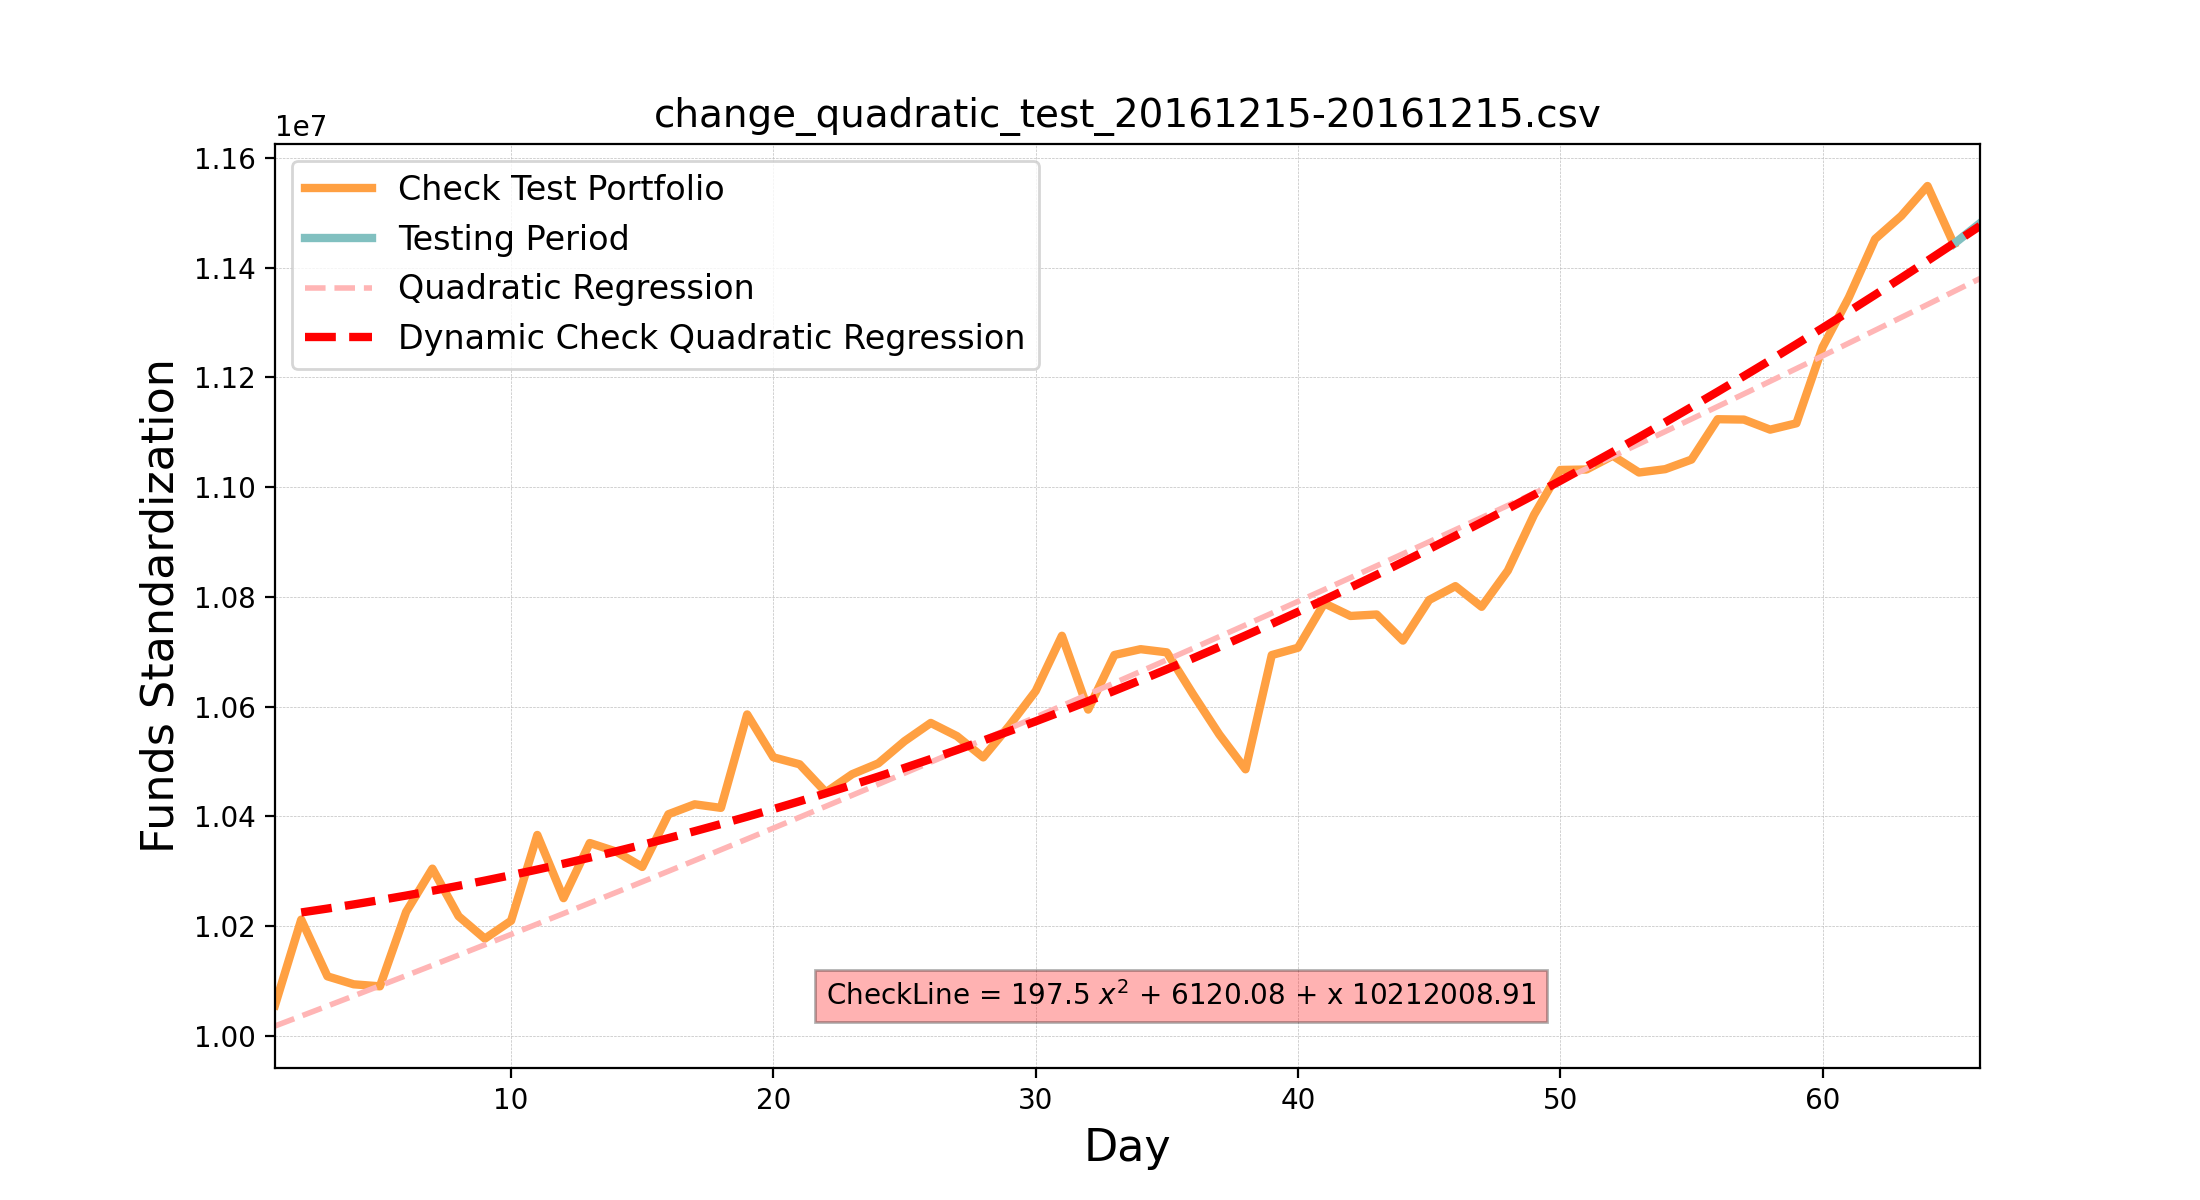 change_quadratic_test_20161215-20161215.csv
1e7
1.16
1.14
1.12
1.10
1.08
1.06
1.04
1.02
1.00
Funds Standardization
Check Test Portfolio
Testing Period
Quadratic Regression
Dynamic Check Quadratic Regression
CheckLine = 197.5 x² + 6120.08 + x 10212008.91
10 20 30 40 50 60
Day